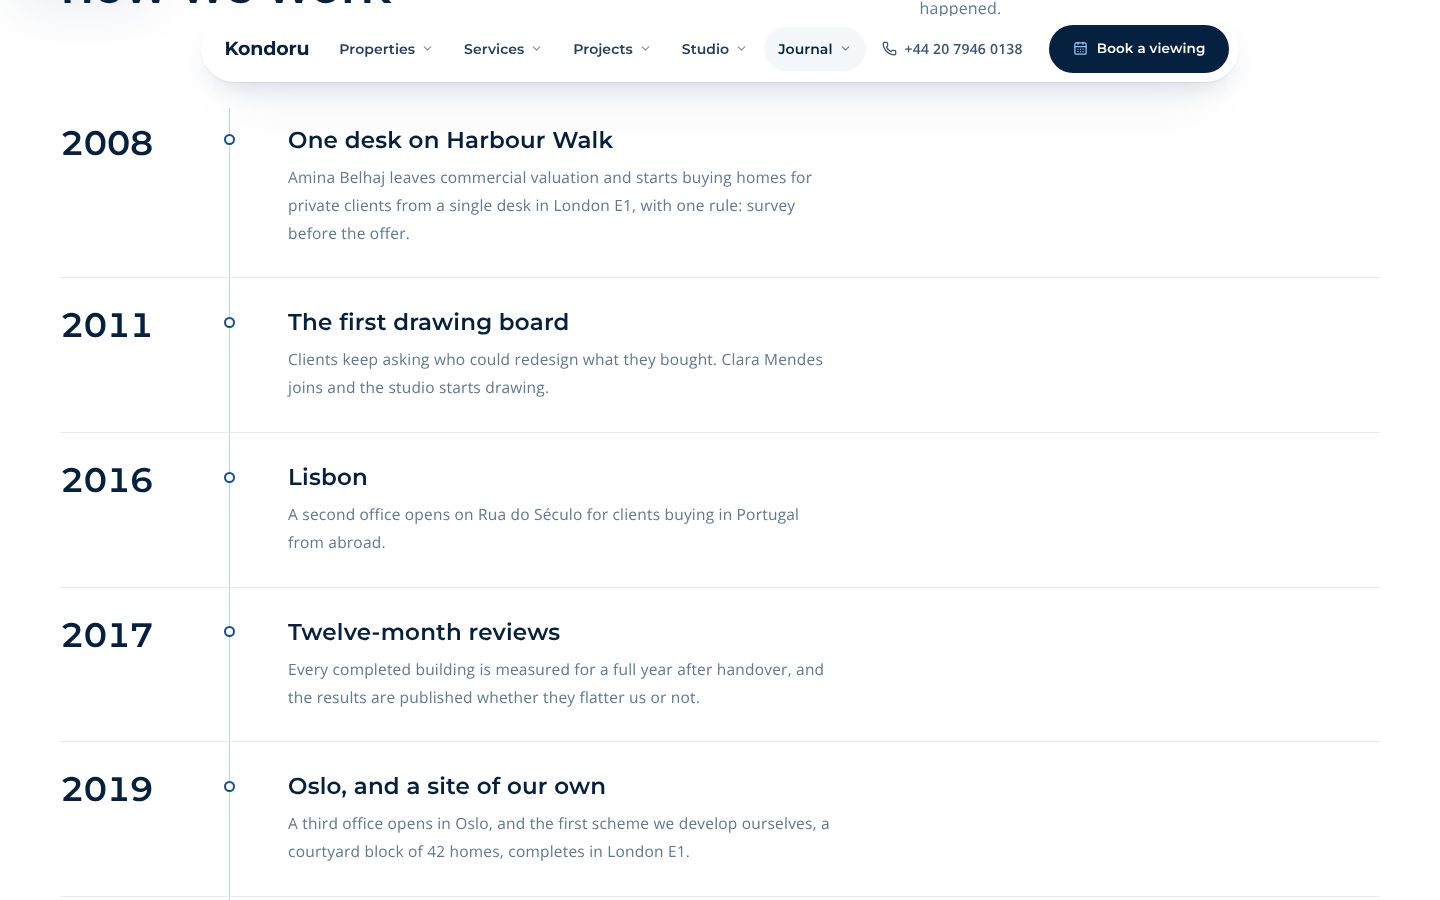 how we work
happened.
Kondoru
Properties
Services
Projects
Studio
Journal
+44 20 7946 0138
Book a viewing
2008
One desk on Harbour Walk
Amina Belhaj leaves commercial valuation and starts buying homes for
private clients from a single desk in London E1, with one rule: survey
before the offer.
2011
The first drawing board
Clients keep asking who could redesign what they bought. Clara Mendes
joins and the studio starts drawing.
2016
Lisbon
A second office opens on Rua do Século for clients buying in Portugal
from abroad.
2017
Twelve-month reviews
Every completed building is measured for a full year after handover, and
the results are published whether they flatter us or not.
2019
Oslo, and a site of our own
A third office opens in Oslo, and the first scheme we develop ourselves, a
courtyard block of 42 homes, completes in London E1.